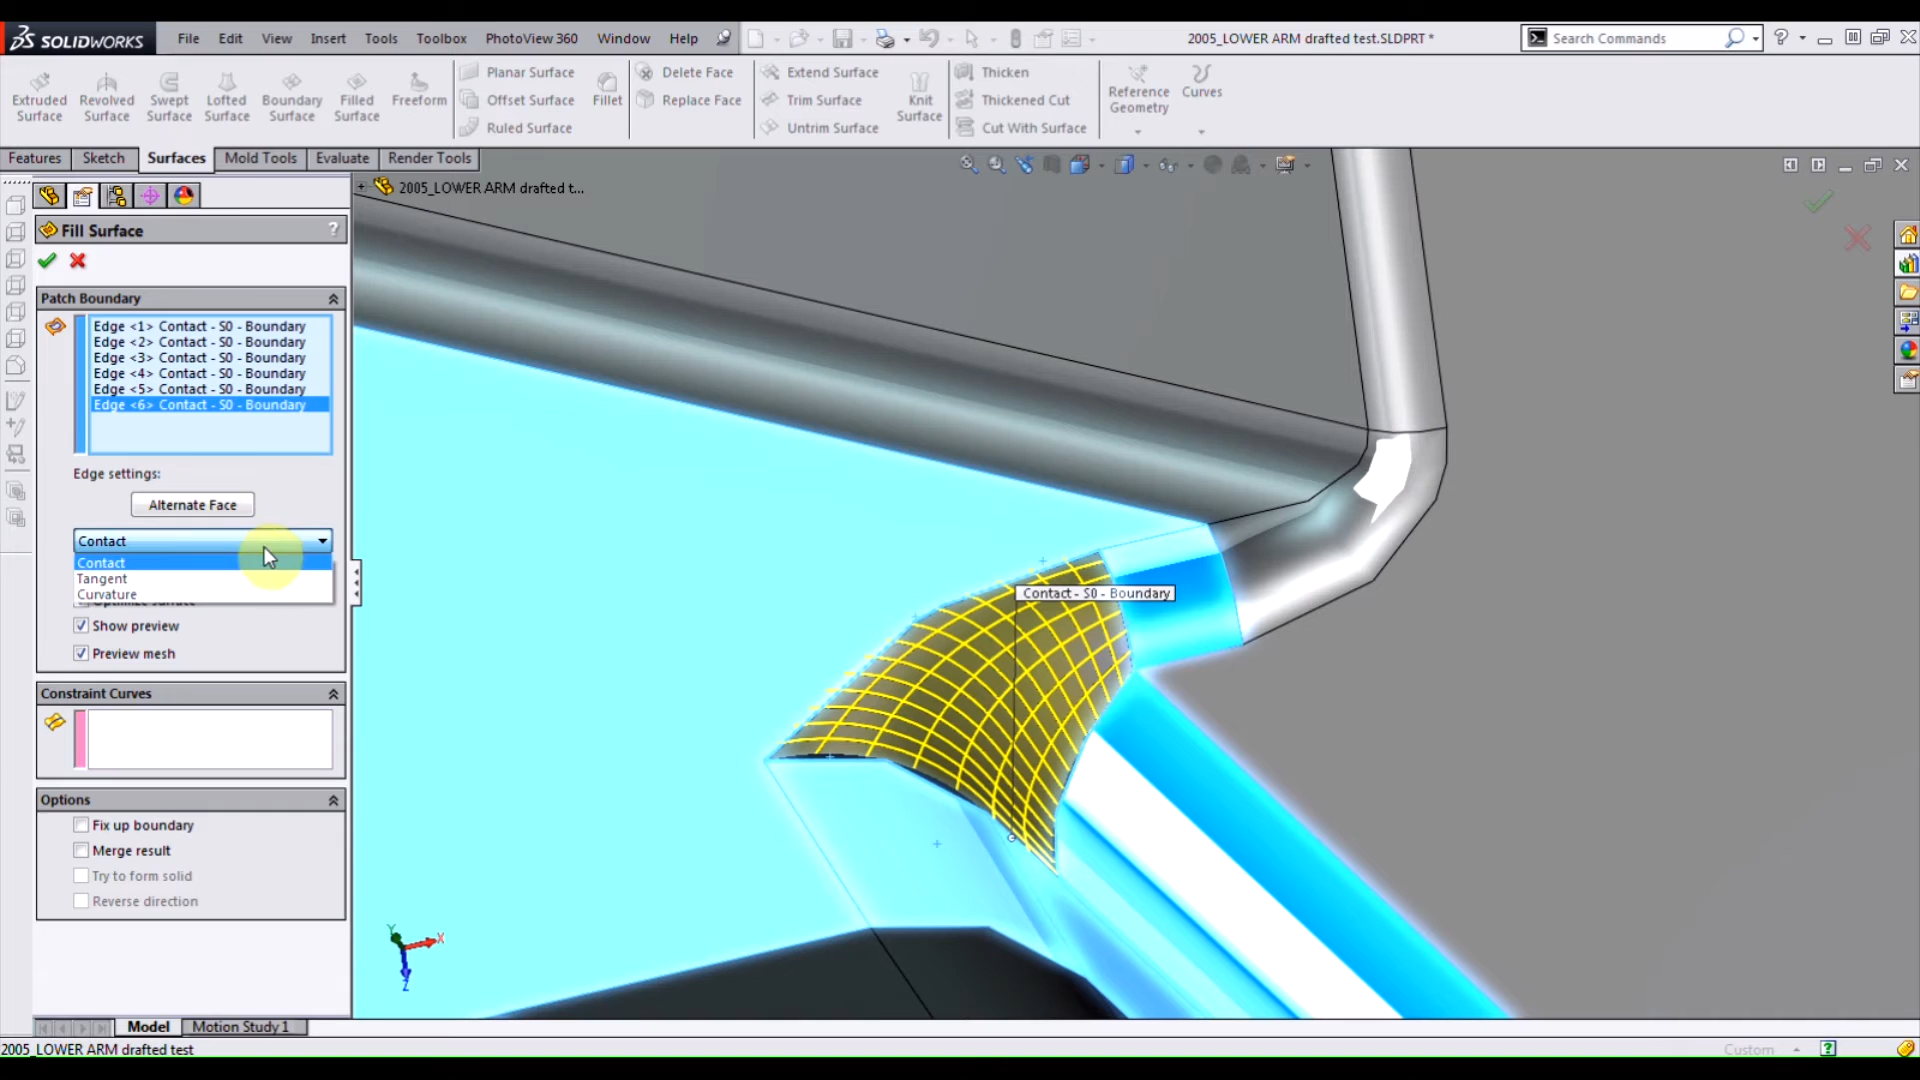 SOLIDWORKS File Edit View Insert Tools Toolbox PhotoView 360 Window Help 2005_LOWER ARM drafted test.SLDPRT * Search Commands
Extruded Surface
Revolved Surface
Swept Surface
Lofted Surface
Boundary Surface
Filled Surface
Freeform
Planar Surface
Offset Surface
Ruled Surface
Fillet
Delete Face
Replace Face
Extend Surface
Trim Surface
Untrim Surface
Knit Surface
Thicken
Thickened Cut
Cut With Surface
Reference Geometry
Curves
Features Sketch Surfaces Mold Tools Evaluate Render Tools
2005_LOWER ARM drafted t...
Fill Surface ?
Patch Boundary
Edge <1> Contact - S0 - Boundary
Edge <2> Contact - S0 - Boundary
Edge <3> Contact - S0 - Boundary
Edge <4> Contact - S0 - Boundary
Edge <5> Contact - S0 - Boundary
Edge <6> Contact - S0 - Boundary
Edge settings:
Alternate Face
Contact
Contact
Tangent
Curvature
Show preview
Preview mesh
Constraint Curves
Options
Fix up boundary
Merge result
Try to form solid
Reverse direction
Contact - S0 - Boundary
Y
X
Z
Model Motion Study 1
2005_LOWER ARM drafted test
Custom